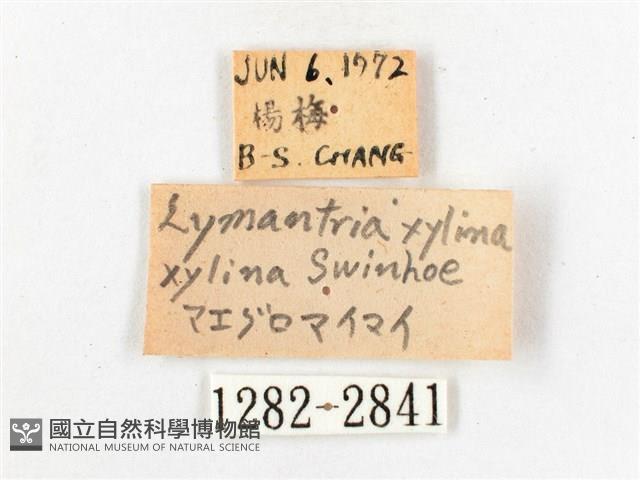 JUN 6, 1972
楊梅
B-S. CHANG
Lymantria xylina
xylina Swinhoe
マエグロマイマイ
1282-2841
國立自然科學博物館
NATIONAL MUSEUM OF NATURAL SCIENCE